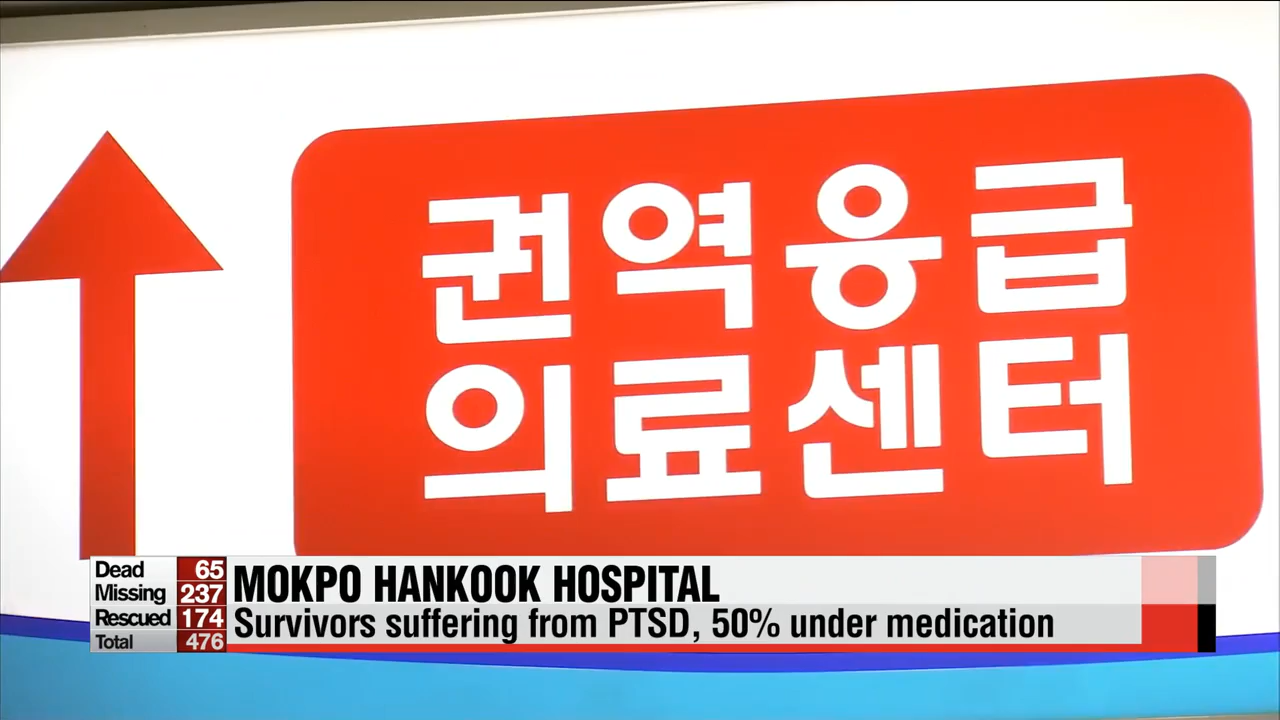 권역응급
의료센터
Dead 65
Missing 237
Rescued 174
Total 476
MOKPO HANKOOK HOSPITAL
Survivors suffering from PTSD, 50% under medication